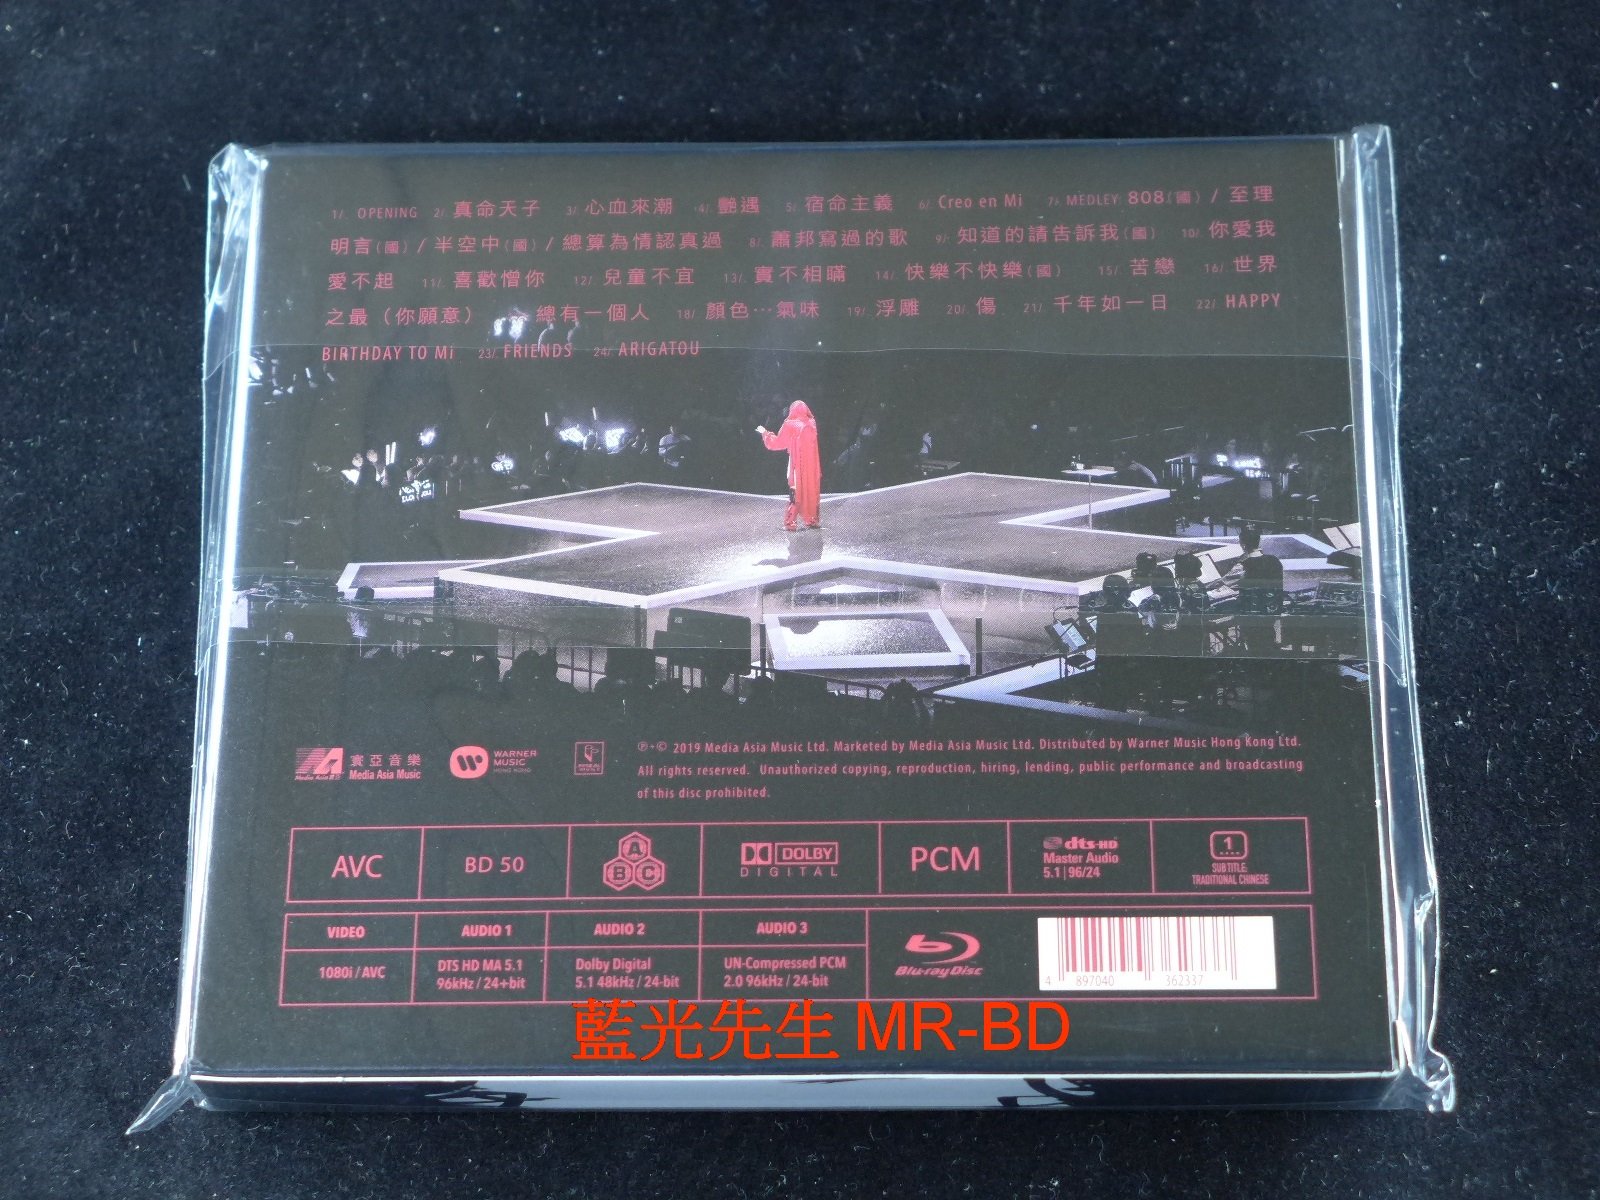 1/. OPENING 2/. 真命天子 3/. 心血來潮 4/. 艷遇 5/. 宿命主義 6/. Creo en Mi 7/. MEDLEY 808(國) / 至理
明言(國) / 半空中(國) / 總算為情認真過 8/. 蕭邦寫過的歌 9/. 知道的請告訴我(國) 10/. 你愛我
愛不起 11/. 喜歡憎你 12/. 兒童不宜 13/. 實不相瞞 14/. 快樂不快樂(國) 15/. 苦戀 16/. 世界
之最（你願意） 總有一個人 18/. 顏色…氣味 19/. 浮雕 20/. 傷 21/. 千年如一日 22/. HAPPY
BIRTHDAY TO Mi 23/. FRIENDS 24/. ARIGATOU
Media Asia 寰亞音樂
Media Asia Music
WARNER
MUSIC
HONG KONG
℗+© 2019 Media Asia Music Ltd. Marketed by Media Asia Music Ltd. Distributed by Warner Music Hong Kong Ltd.
All rights reserved. Unauthorized copying, reproduction, hiring, lending, public performance and broadcasting
of this disc prohibited.
AVC
BD 50
A
B C
DOLBY
DIGITAL
PCM
dts-HD
Master Audio
5.1 | 96/24
1
SUBTITLE:
TRADITIONAL CHINESE
VIDEO AUDIO 1 AUDIO 2 AUDIO 3
1080i / AVC
DTS HD MA 5.1
96kHz / 24+bit
Dolby Digital
5.1 48kHz / 24-bit
UN-Compressed PCM
2.0 96kHz / 24-bit
Blu-ray Disc
4 897040 362337
藍光先生 MR-BD